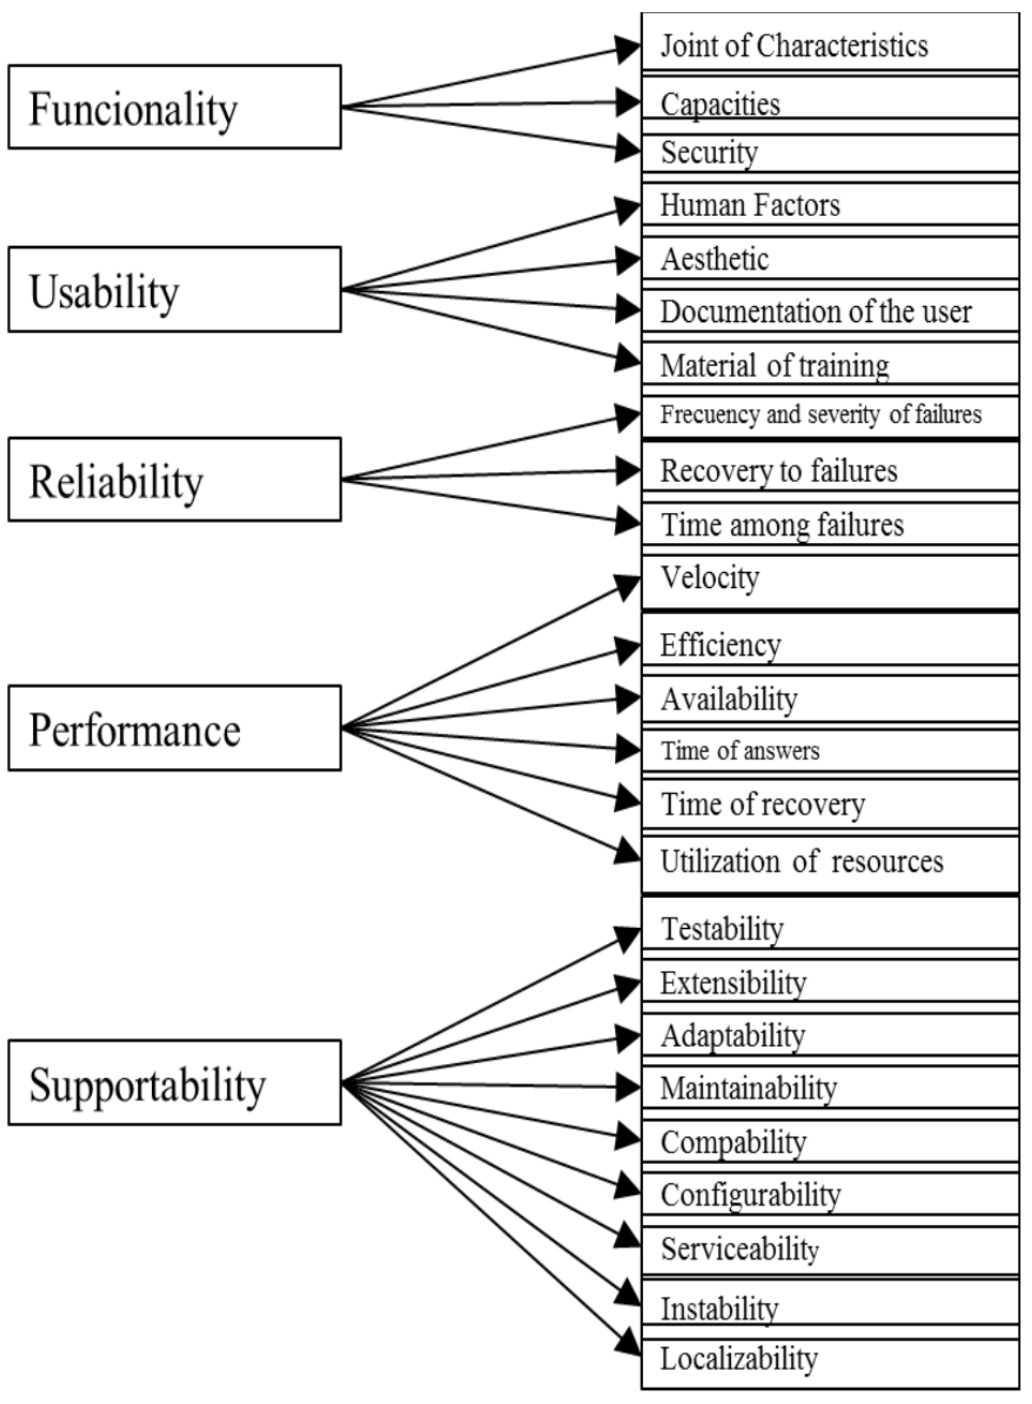 Funcionality
Joint of Characteristics
Capacities
Security
Usability
Human Factors
Aesthetic
Documentation of the user
Material of training
Reliability
Frecuency and severity of failures
Recovery to failures
Time among failures
Performance
Velocity
Efficiency
Availability
Time of answers
Time of recovery
Utilization of resources
Supportability
Testability
Extensibility
Adaptability
Maintainability
Compability
Configurability
Serviceability
Instability
Localizability